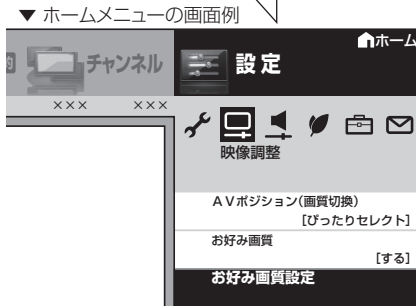 ▼ ホームメニューの画面例
ホーム
的
チャンネル
設定
××× ×××
映像調整
AVポジション(画質切換)
[ぴったりセレクト]
お好み画質
[する]
お好み画質設定